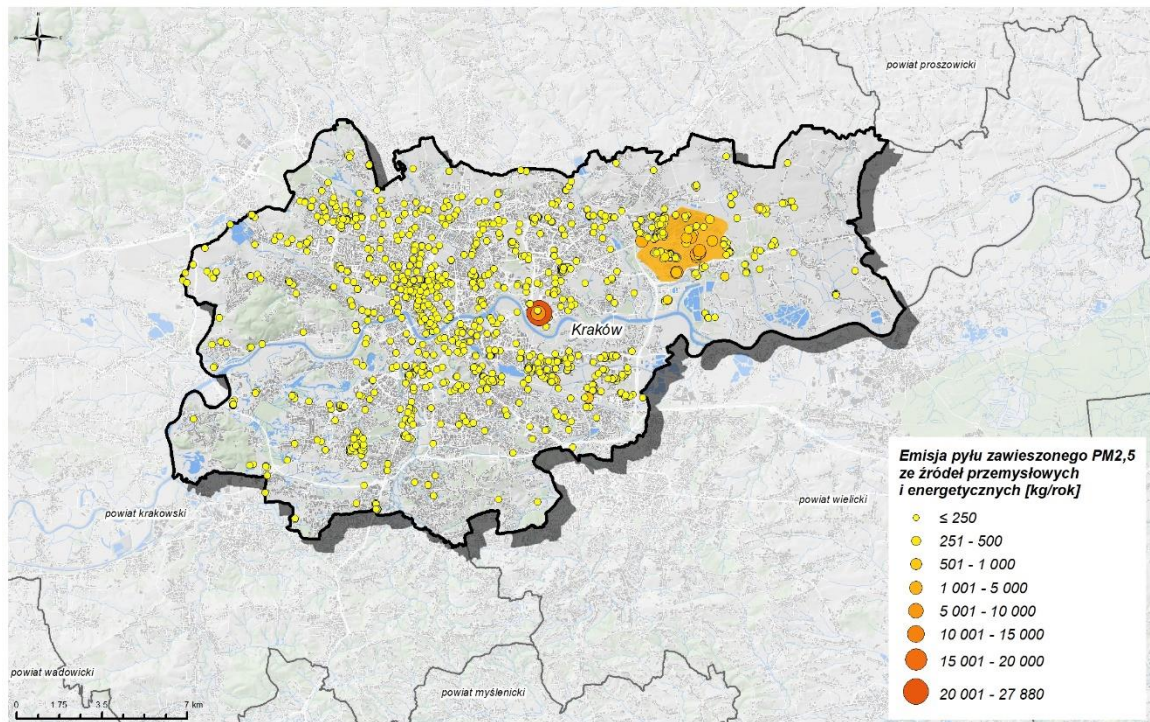 powiat proszowicki
Kraków
Emisja pyłu zawieszonego PM2,5
ze źródeł przemysłowych
i energetycznych [kg/rok]
≤ 250
251 - 500
501 - 1 000
1 001 - 5 000
5 001 - 10 000
10 001 - 15 000
15 001 - 20 000
20 001 - 27 880
powiat wielicki
powiat krakowski
powiat wadowicki
powiat myślenicki
0 1.75 3.5 7 km